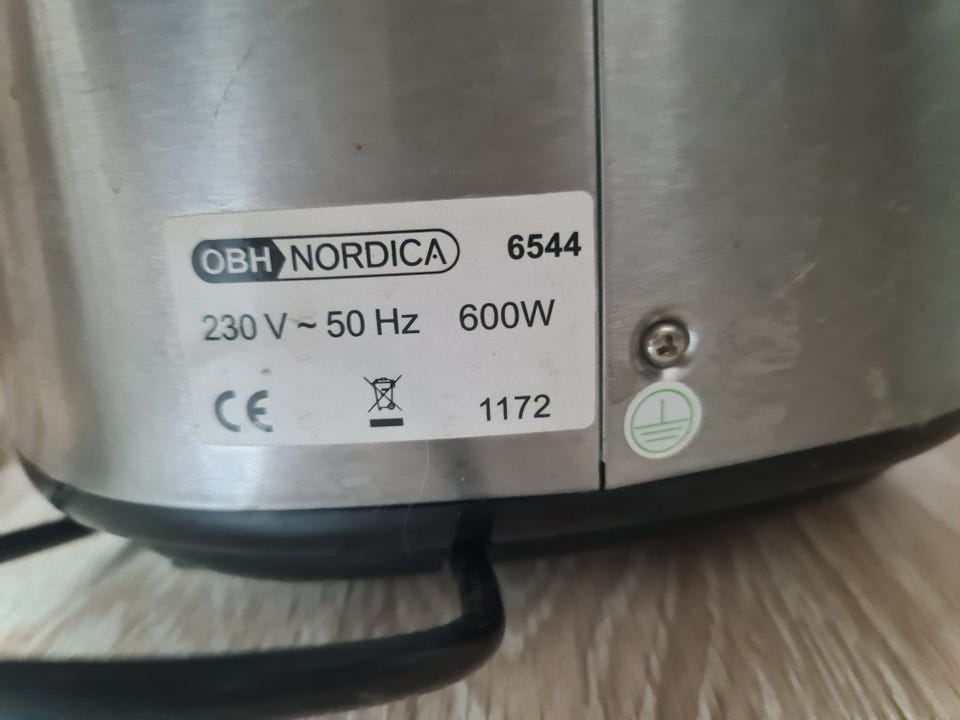 OBH NORDICA 6544
230 V ~ 50 Hz 600W
CE 1172